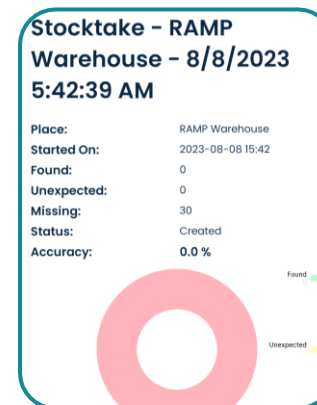 Stocktake - RAMP
Warehouse - 8/8/2023
5:42:39 AM
Place: RAMP Warehouse
Started On: 2023-08-08 15:42
Found: 0
Unexpected: 0
Missing: 30
Status: Created
Accuracy: 0.0 %
Found
Unexpected